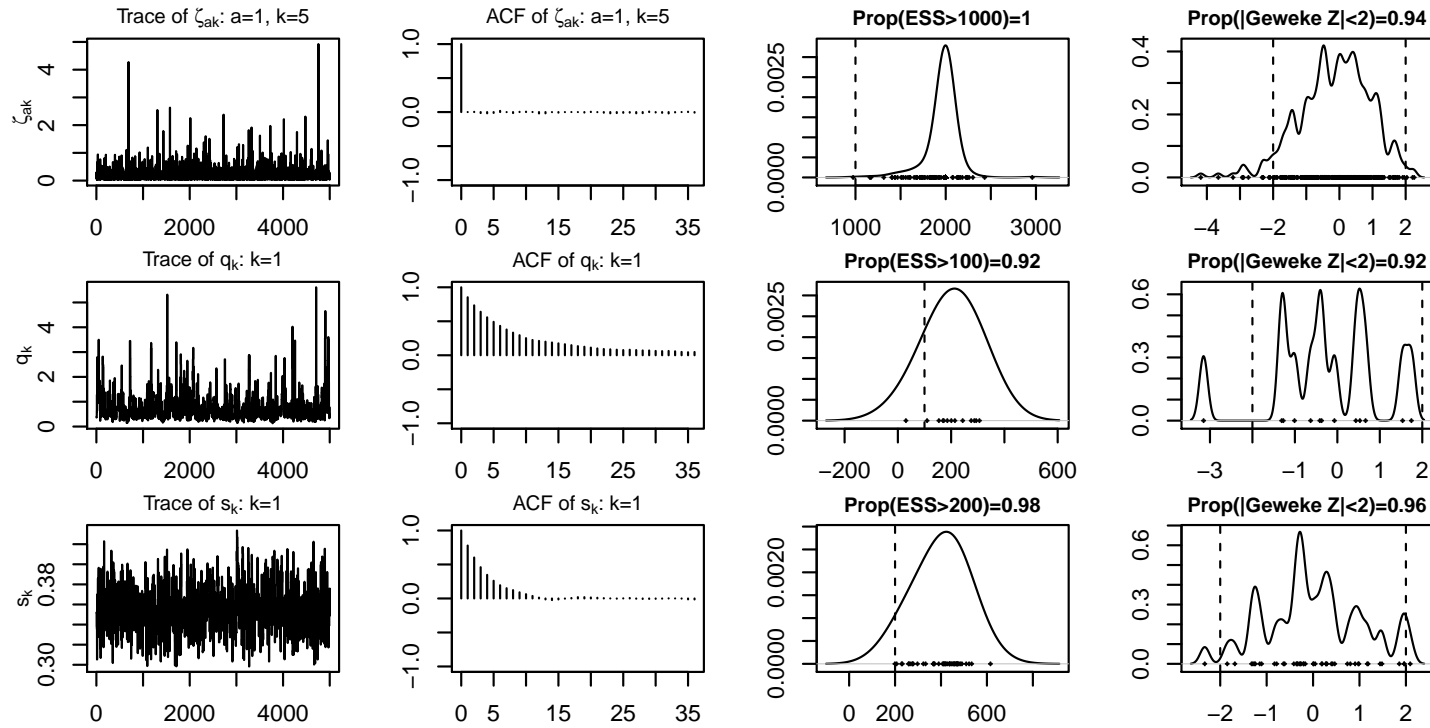 Trace of ζak: a=1, k=5
ACF of ζak: a=1, k=5
Prop(ESS>1000)=1
Prop(|Geweke Z|<2)=0.94
ζak
0 2 4
0 2000 4000
−1.0 0.0 1.0
0 5 15 25 35
0.0000 0.0025
1000 2000 3000
0.0 0.2 0.4
−4 −2 0 1 2
Trace of qk: k=1
ACF of qk: k=1
Prop(ESS>100)=0.92
Prop(|Geweke Z|<2)=0.92
qk
0 2 4
0 2000 4000
−1.0 0.0 1.0
0 5 15 25 35
0.0000 0.0025
−200 0 200 600
0.0 0.3 0.6
−3 −1 0 1 2
Trace of sk: k=1
ACF of sk: k=1
Prop(ESS>200)=0.98
Prop(|Geweke Z|<2)=0.96
sk
0.30 0.38
0 2000 4000
−1.0 0.0 1.0
0 5 15 25 35
0.0000 0.0020
0 200 600
0.0 0.3 0.6
−2 −1 0 1 2